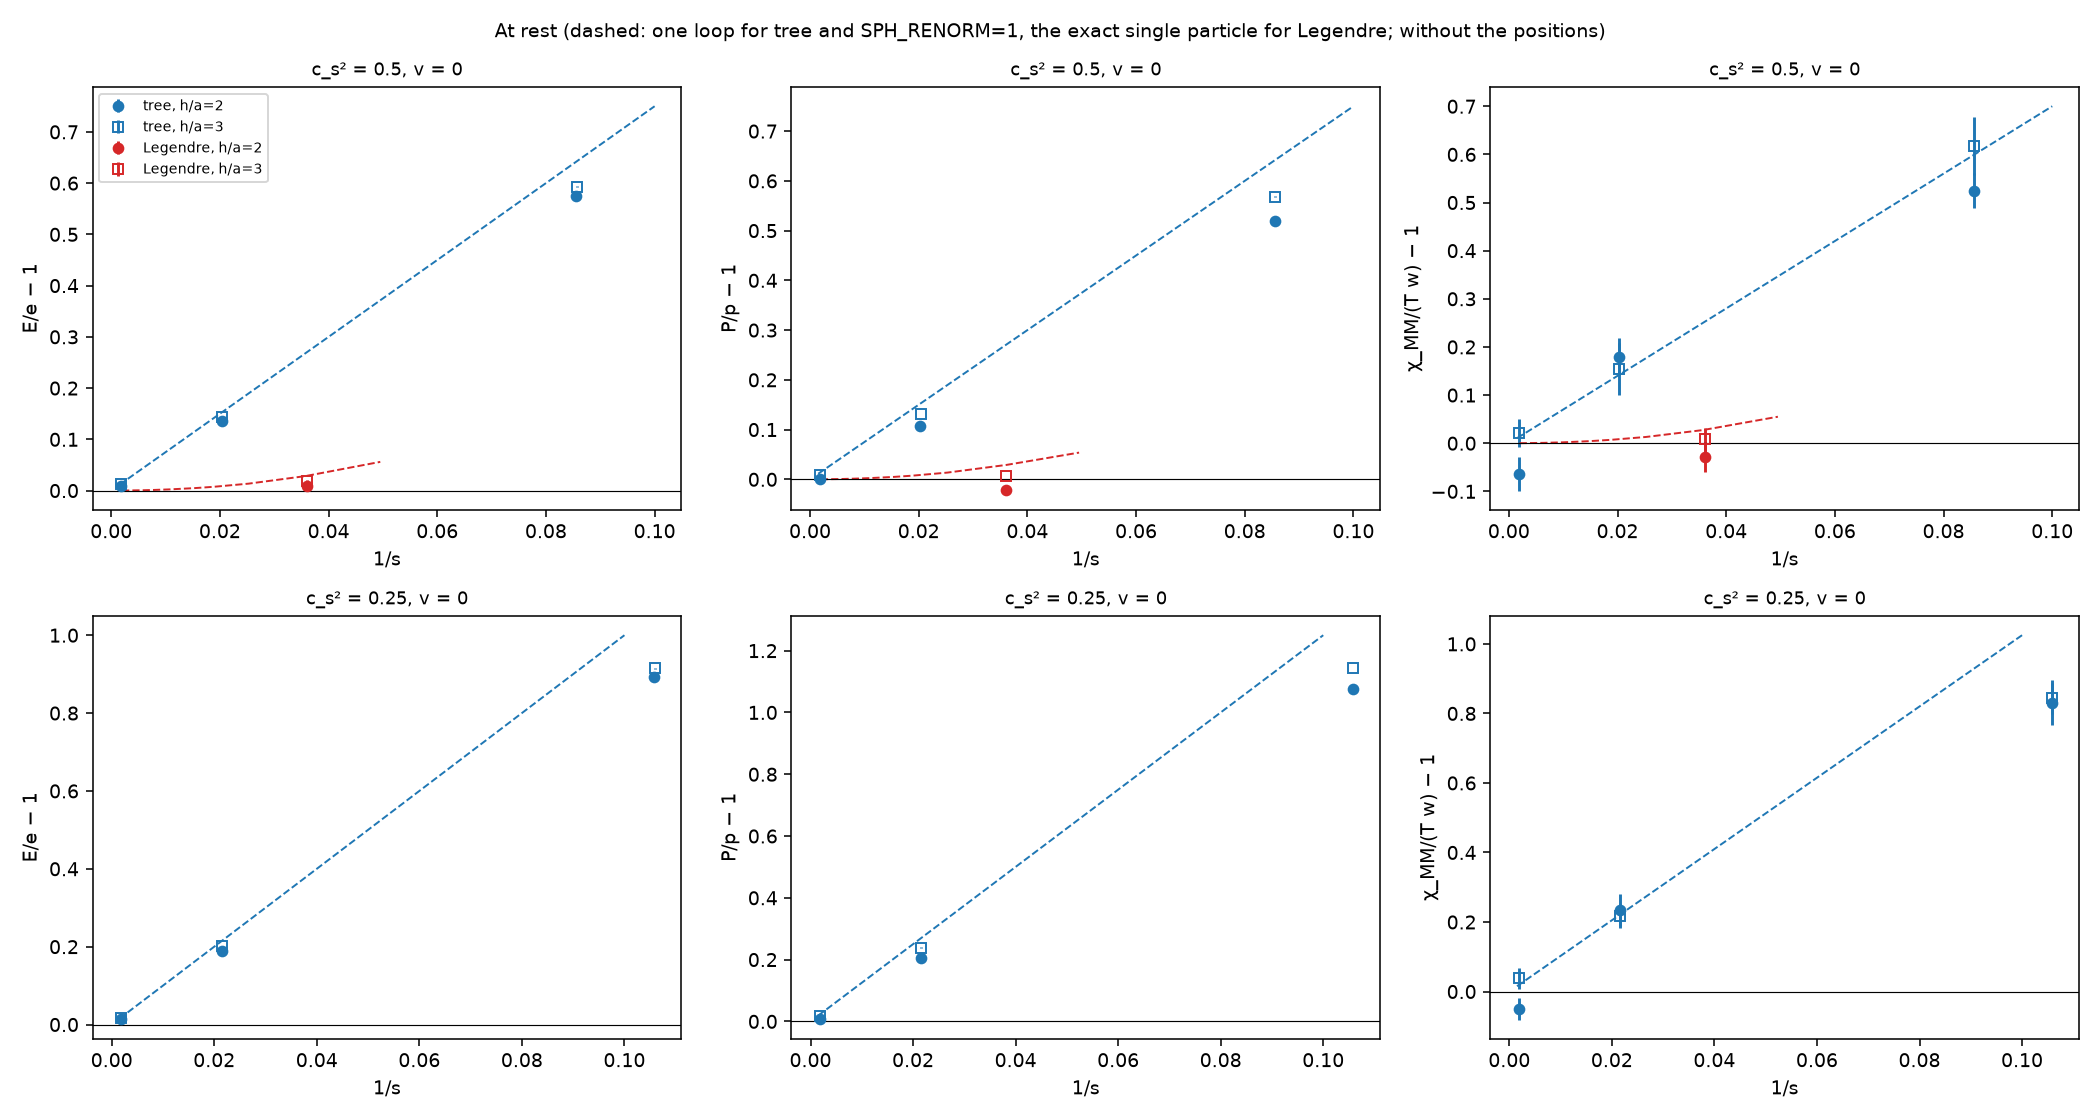 At rest (dashed: one loop for tree and SPH_RENORM=1, the exact single particle for Legendre; without the positions)
c_s² = 0.5, v = 0
E/e − 1
0.7
0.6
0.5
0.4
0.3
0.2
0.1
0.0
tree, h/a=2
tree, h/a=3
Legendre, h/a=2
Legendre, h/a=3
0.00 0.02 0.04 0.06 0.08 0.10
1/s
c_s² = 0.5, v = 0
P/p − 1
0.7
0.6
0.5
0.4
0.3
0.2
0.1
0.0
0.00 0.02 0.04 0.06 0.08 0.10
1/s
c_s² = 0.5, v = 0
χ_MM/(T w) − 1
0.7
0.6
0.5
0.4
0.3
0.2
0.1
0.0
−0.1
0.00 0.02 0.04 0.06 0.08 0.10
1/s
c_s² = 0.25, v = 0
E/e − 1
1.0
0.8
0.6
0.4
0.2
0.0
0.00 0.02 0.04 0.06 0.08 0.10
1/s
c_s² = 0.25, v = 0
P/p − 1
1.2
1.0
0.8
0.6
0.4
0.2
0.0
0.00 0.02 0.04 0.06 0.08 0.10
1/s
c_s² = 0.25, v = 0
χ_MM/(T w) − 1
1.0
0.8
0.6
0.4
0.2
0.0
0.00 0.02 0.04 0.06 0.08 0.10
1/s